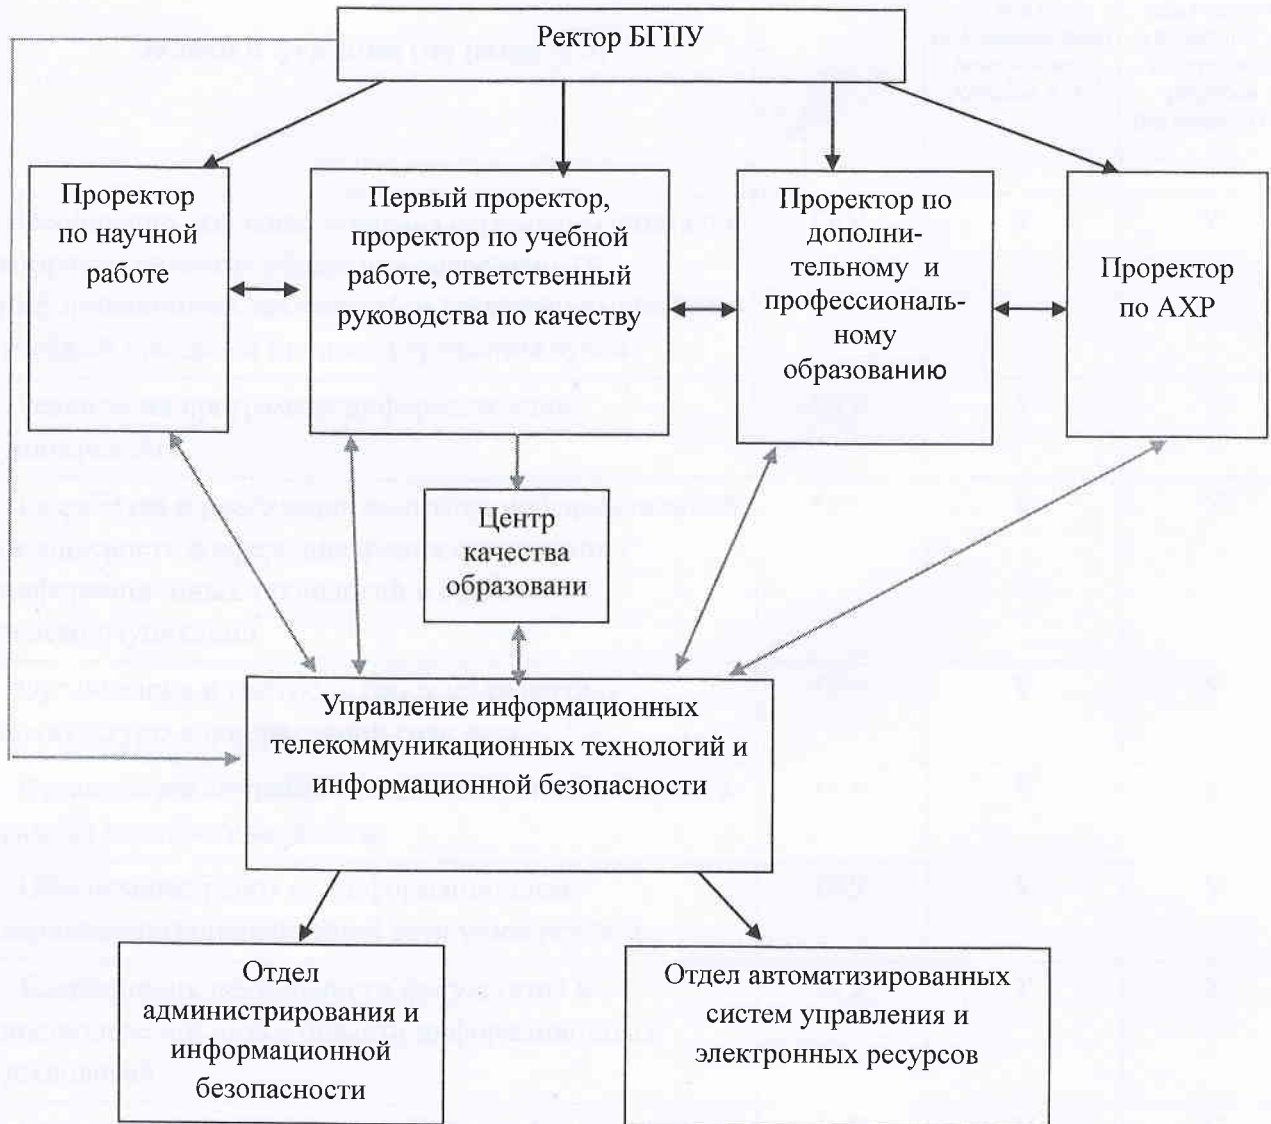 Ректор БГПУ
Проректор
по научной
работе
Первый проректор,
проректор по учебной
работе, ответственный
руководства по качеству
Проректор по
дополни-
тельному и
профессиональ-
ному
образованию
Проректор
по АХР
Центр
качества
образовани
Управление информационных
телекоммуникационных технологий и
информационной безопасности
Отдел
администрирования и
информационной
безопасности
Отдел автоматизированных
систем управления и
электронных ресурсов